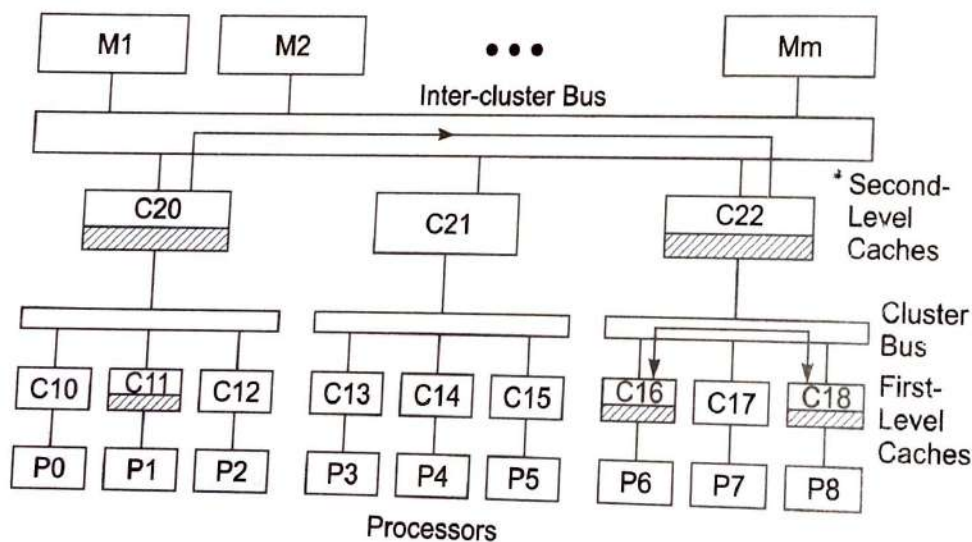 M1 M2 ••• Mm
Inter-cluster Bus
C20 C21 C22
* Second-
Level
Caches
Cluster
Bus
C10 C11 C12 C13 C14 C15 C16 C17 C18
First-
Level
Caches
P0 P1 P2 P3 P4 P5 P6 P7 P8
Processors